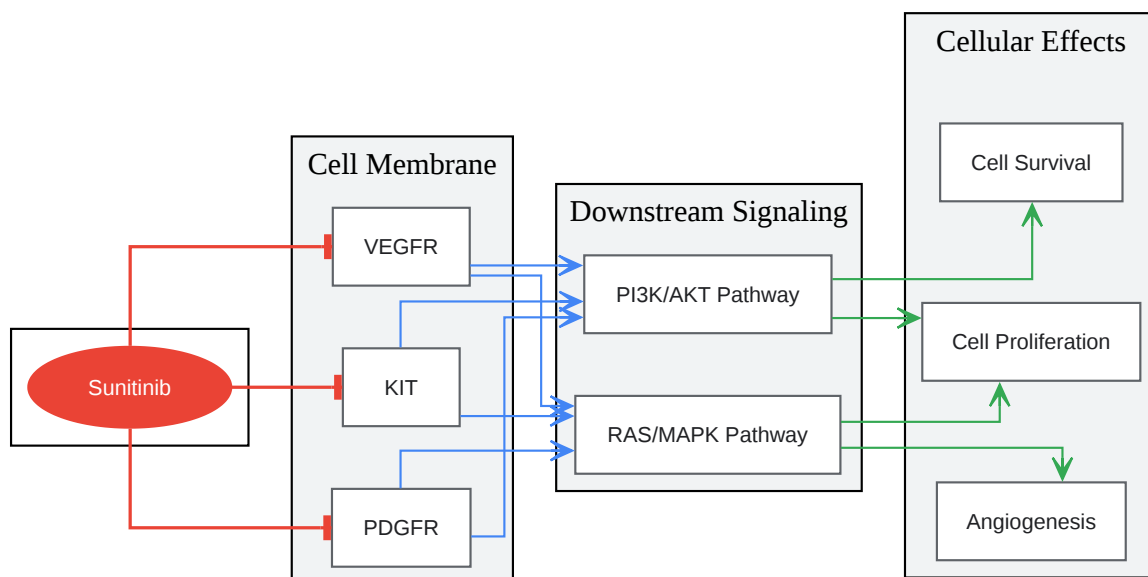 Cellular Effects
Cell Survival
Cell Membrane
Downstream Signaling
VEGFR
PI3K/AKT Pathway
Cell Proliferation
Sunitinib
KIT
RAS/MAPK Pathway
PDGFR
Angiogenesis